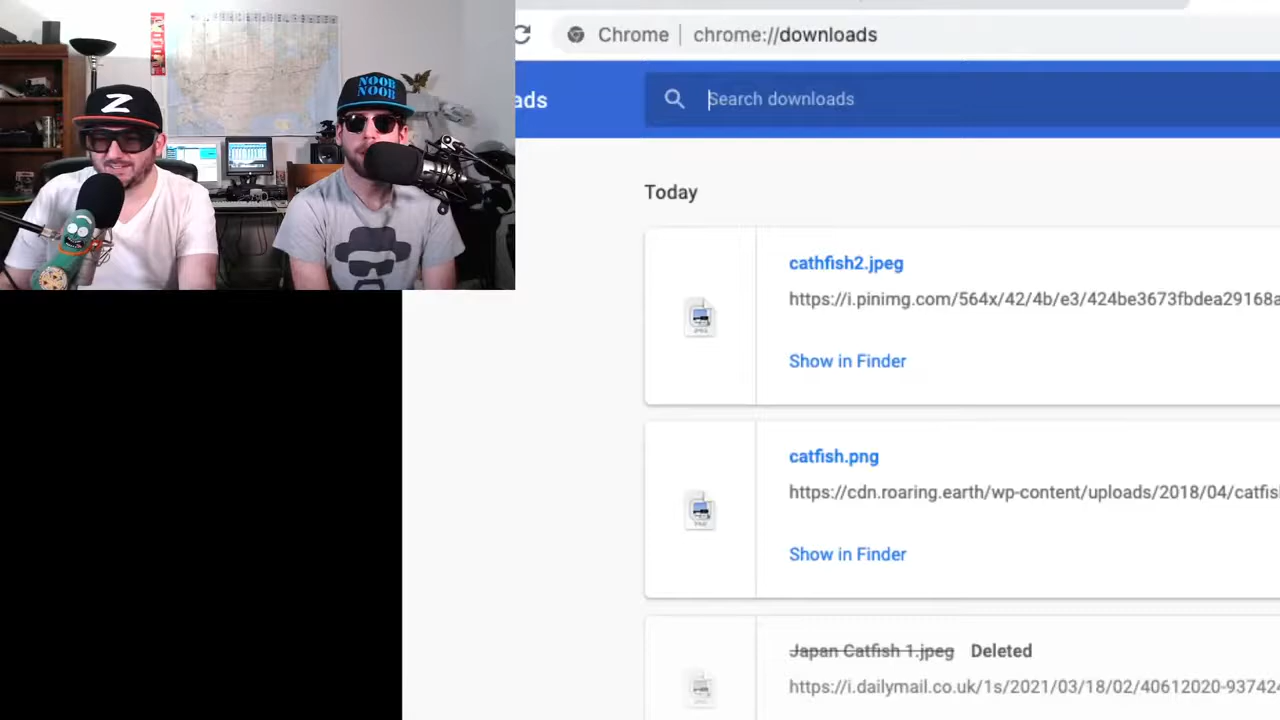 Chrome | chrome://downloads
ads
Search downloads
Z
NOOB
NOOB
Today
cathfish2.jpeg
https://i.pinimg.com/564x/42/4b/e3/424be3673fbdea29168a
Show in Finder
catfish.png
https://cdn.roaring.earth/wp-content/uploads/2018/04/catfis
Show in Finder
Japan Catfish 1.jpeg Deleted
https://i.dailymail.co.uk/1s/2021/03/18/02/40612020-937424